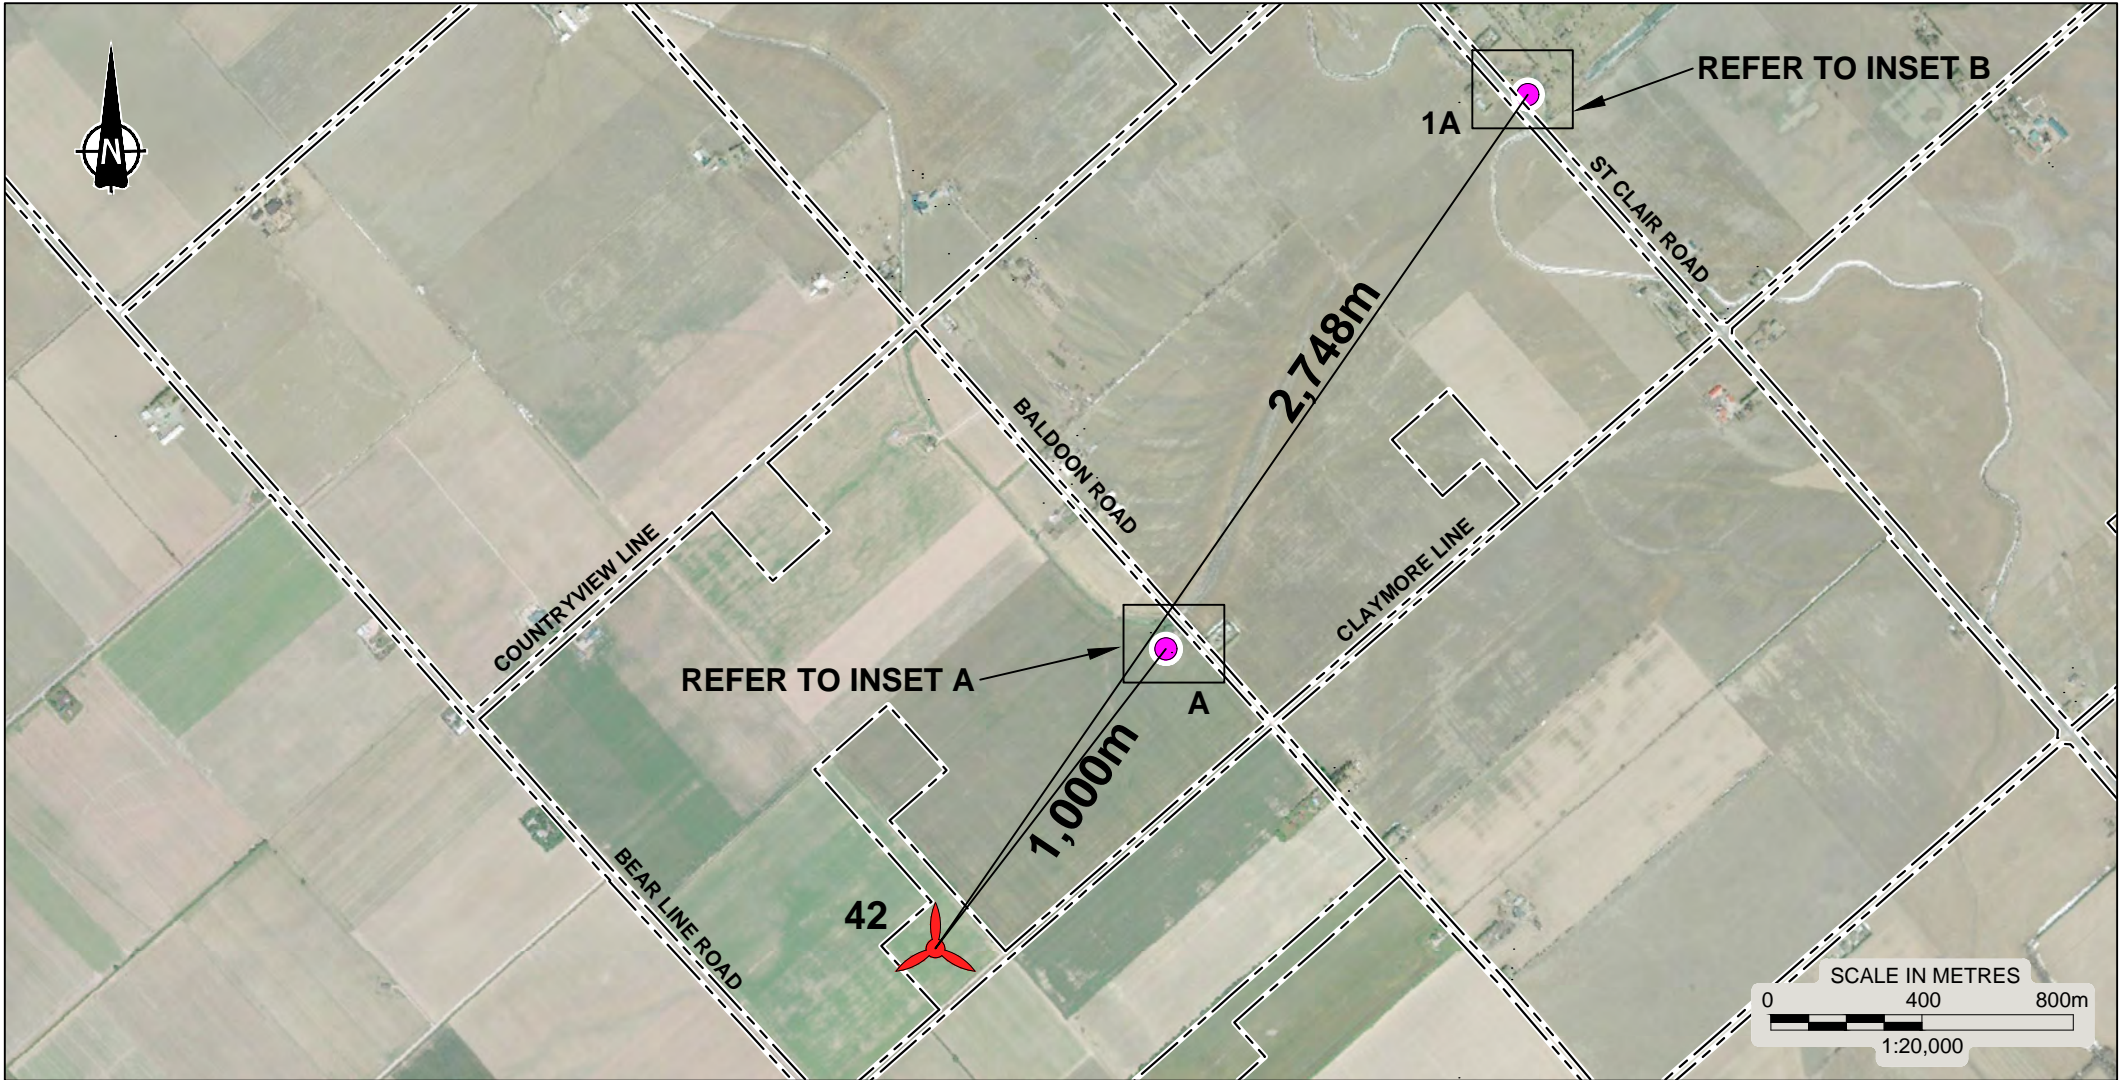 N
REFER TO INSET B
1A
ST CLAIR ROAD
2,748m
BALDOON ROAD
COUNTRYVIEW LINE
CLAYMORE LINE
REFER TO INSET A
A
1,000m
42
BEAR LINE ROAD
SCALE IN METRES
0 400 800m
1:20,000